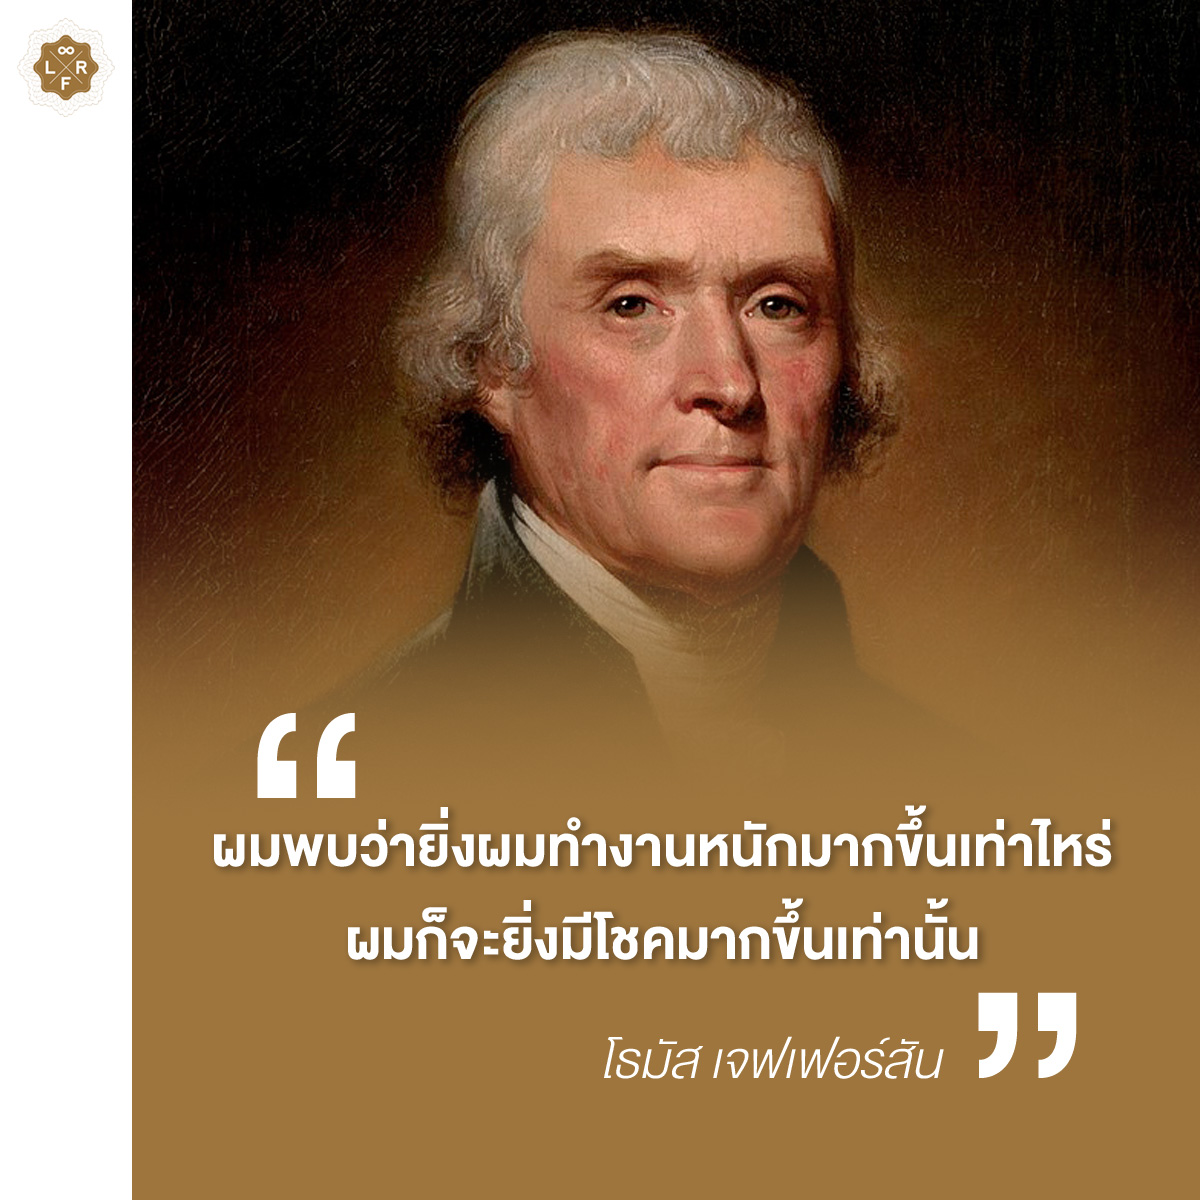 ∞
L R
F
“
ผมพบว่ายิ่งผมทำงานหนักมากขึ้นเท่าไหร่
ผมก็จะยิ่งมีโชคมากขึ้นเท่านั้น
”
โธมัส เจฟเฟอร์สัน